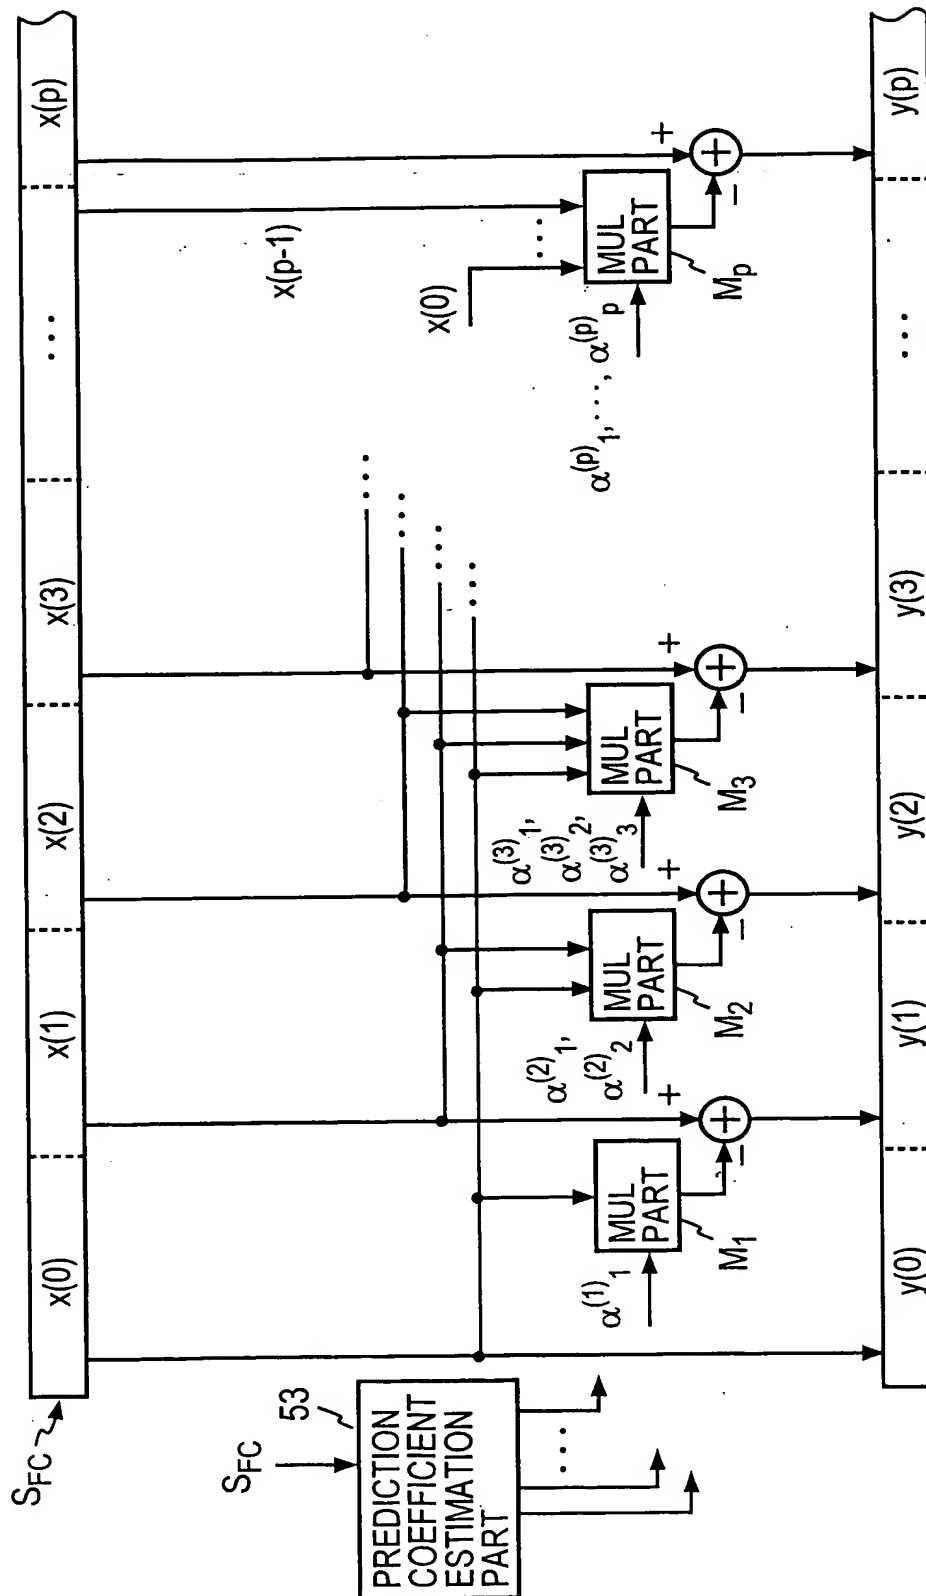 S_FC
x(0) x(1) x(2) x(3) ... x(p)
S_FC
53
PREDICTION
COEFFICIENT
ESTIMATION
PART
...
... ... ... ...
x(p-1)
x(0)
...
α^(1)_1
MUL
PART
M_1
+
−
+
α^(2)_1,
α^(2)_2
MUL
PART
M_2
+
−
+
α^(3)_1,
α^(3)_2,
α^(3)_3
MUL
PART
M_3
+
−
+
α^(p)_1, ..., α^(p)_p
MUL
PART
M_p
+
−
+
y(0) y(1) y(2) y(3) ... y(p)